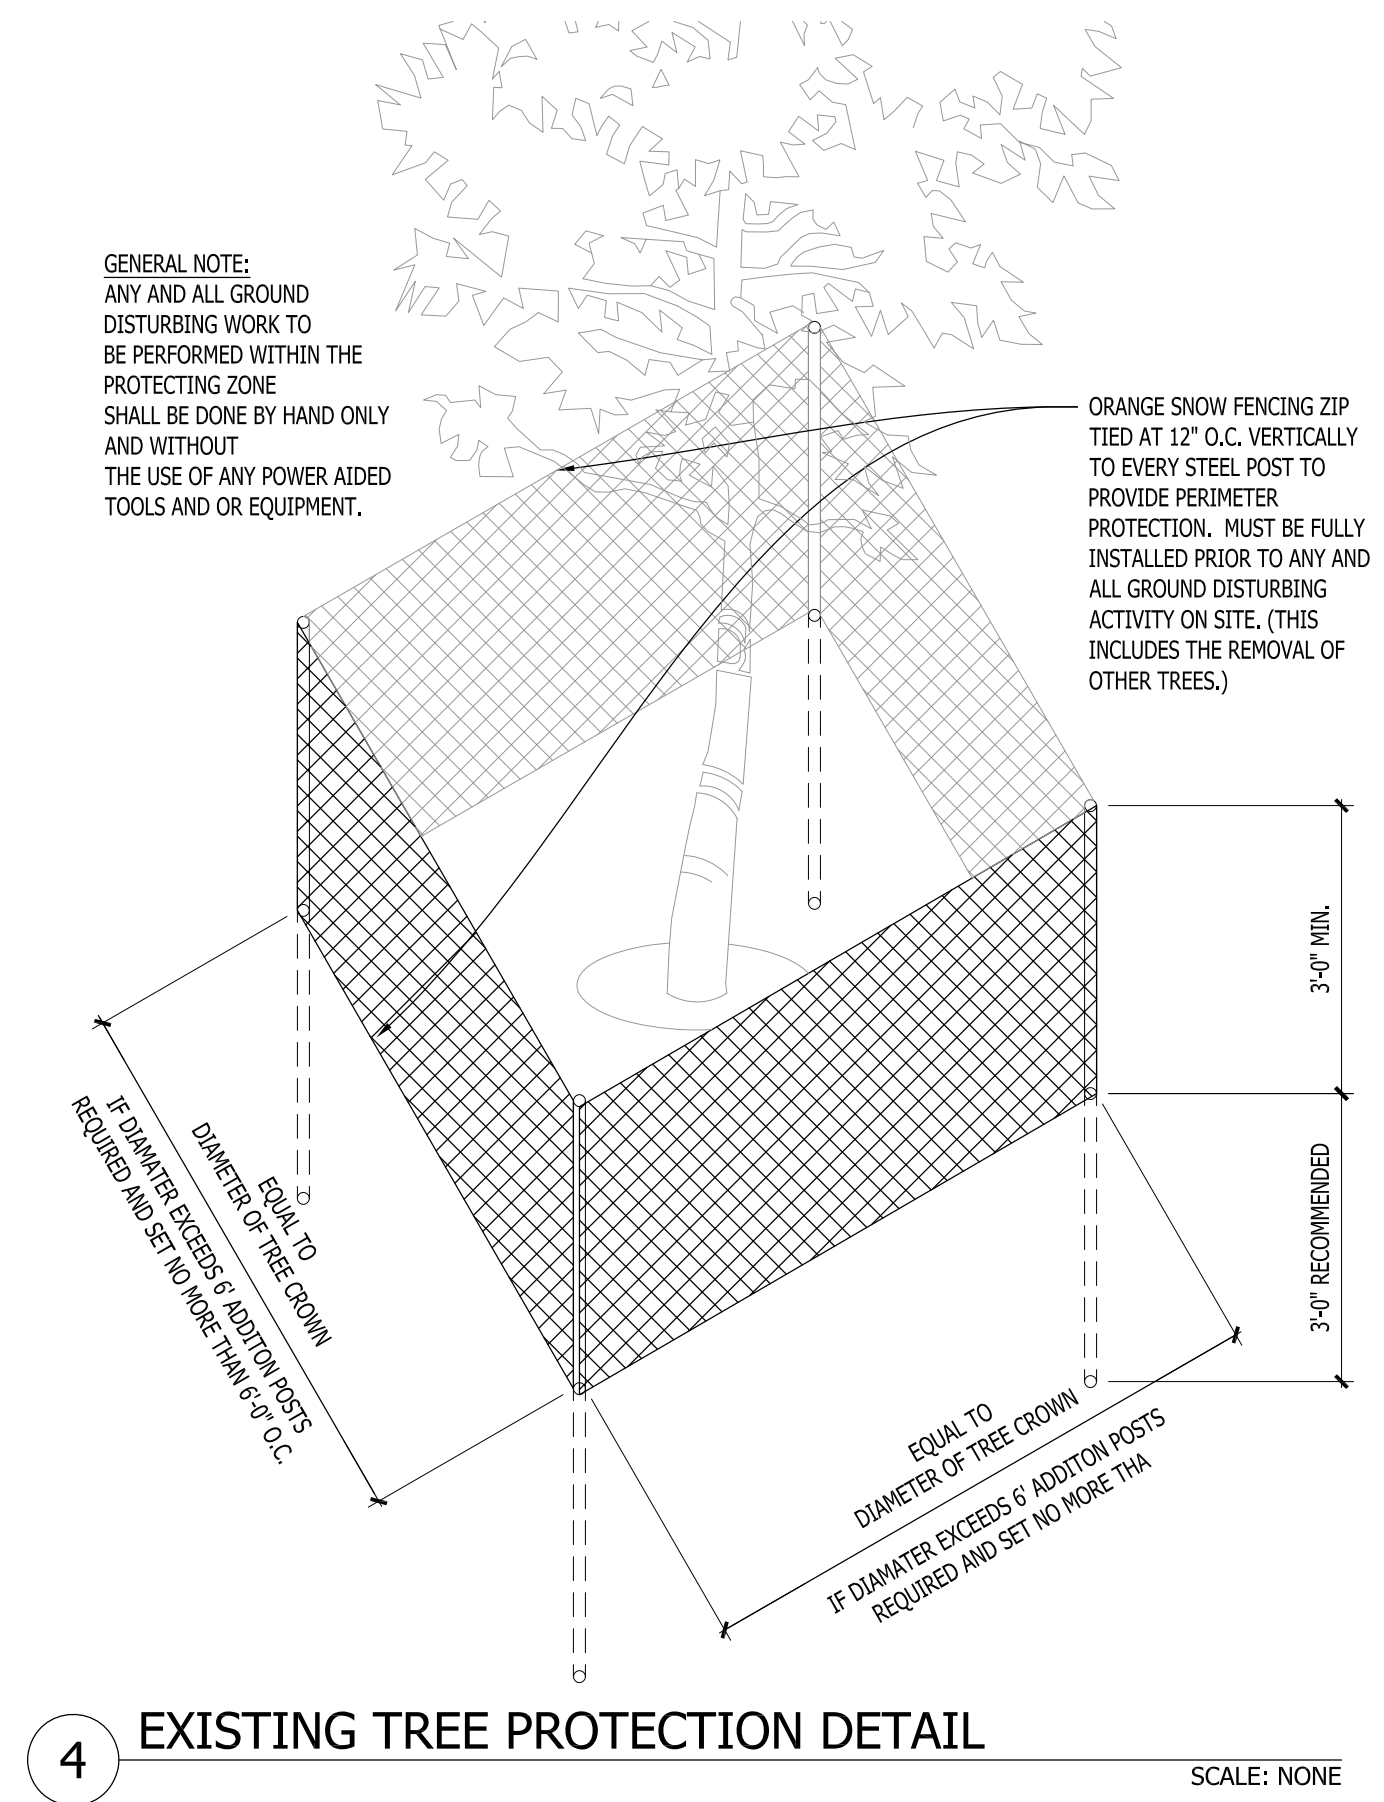 GENERAL NOTE:
ANY AND ALL GROUND
DISTURBING WORK TO
BE PERFORMED WITHIN THE
PROTECTING ZONE
SHALL BE DONE BY HAND ONLY
AND WITHOUT
THE USE OF ANY POWER AIDED
TOOLS AND OR EQUIPMENT.
ORANGE SNOW FENCING ZIP
TIED AT 12" O.C. VERTICALLY
TO EVERY STEEL POST TO
PROVIDE PERIMETER
PROTECTION.  MUST BE FULLY
INSTALLED PRIOR TO ANY AND
ALL GROUND DISTURBING
ACTIVITY ON SITE. (THIS
INCLUDES THE REMOVAL OF
OTHER TREES.)
3'-0" MIN.
3'-0" RECOMMENDED
EQUAL TO
DIAMETER OF TREE CROWN
IF DIAMATER EXCEEDS 6' ADDITON POSTS
REQUIRED AND SET NO MORE THAN 6'-0" O.C.
EQUAL TO
DIAMETER OF TREE CROWN
IF DIAMATER EXCEEDS 6' ADDITON POSTS
REQUIRED AND SET NO MORE THA
4
EXISTING TREE PROTECTION DETAIL
SCALE: NONE